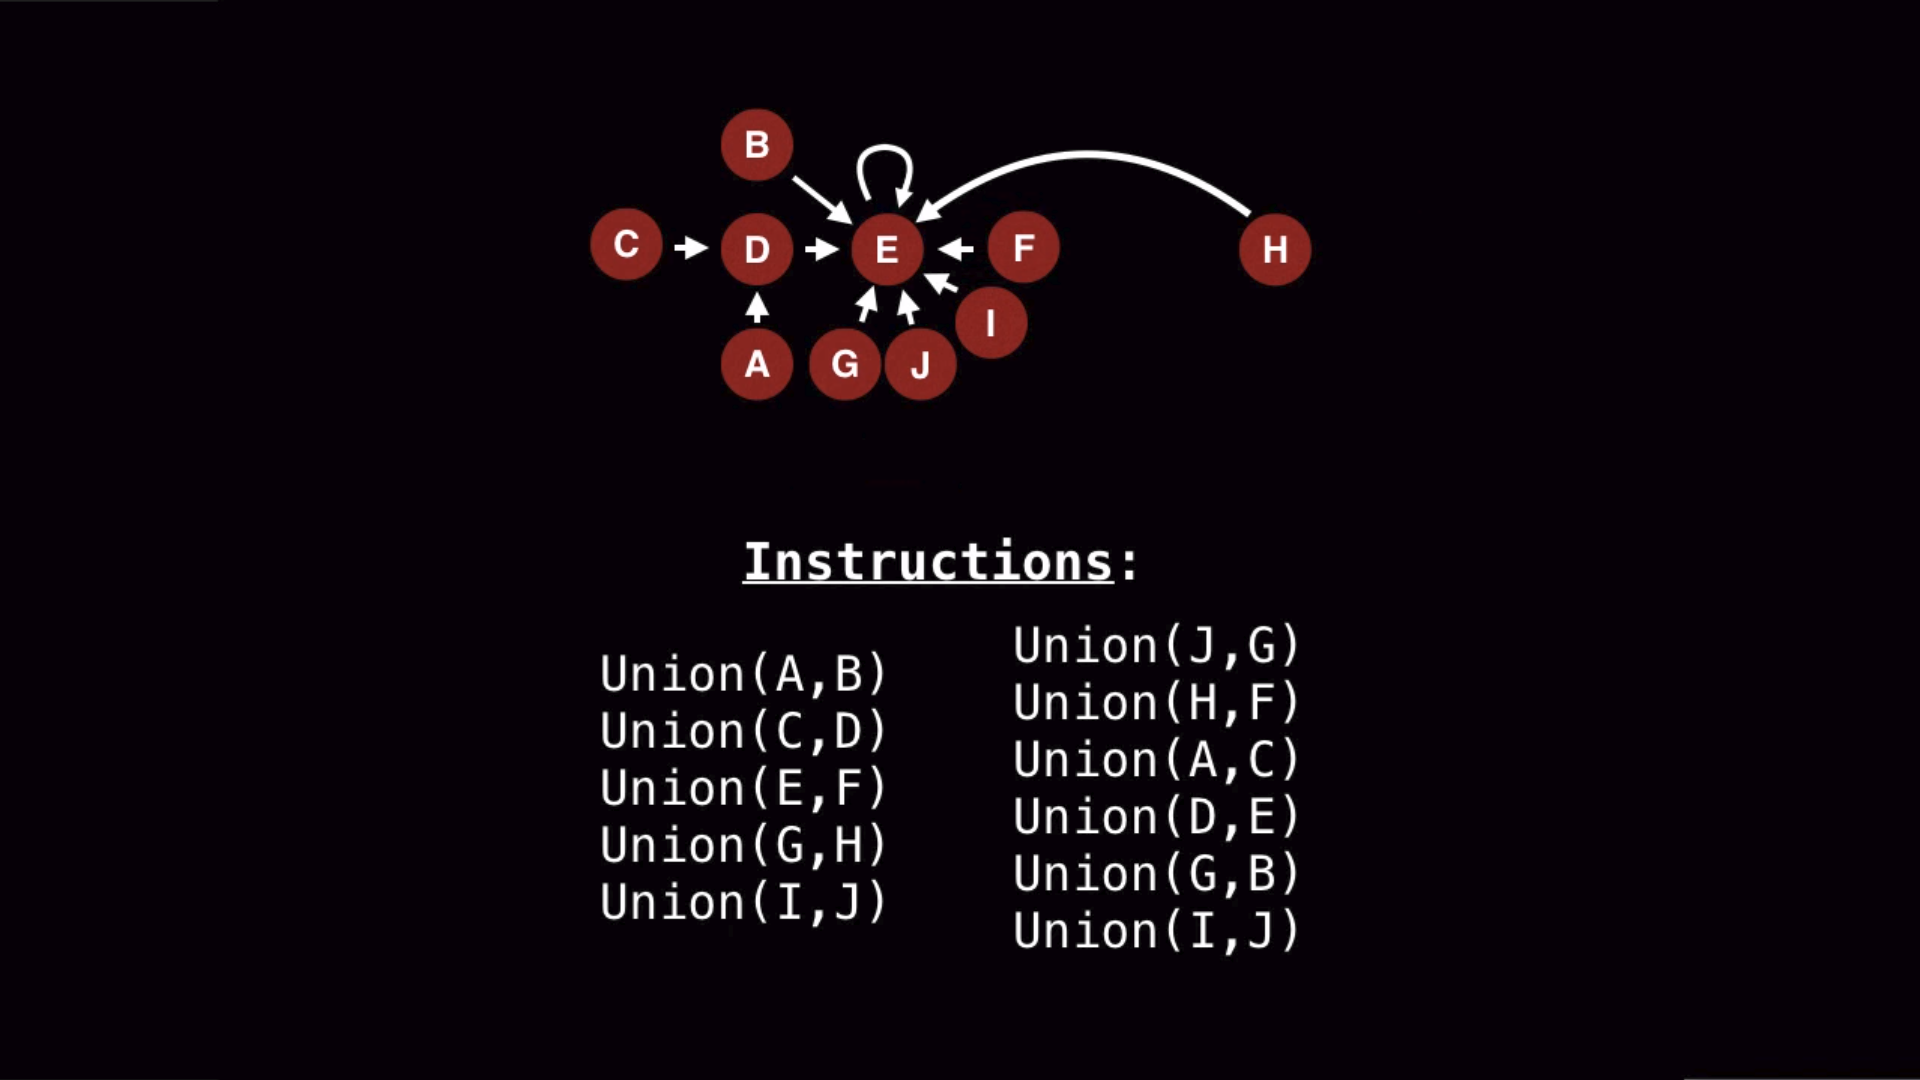 B
C
D
E
F
H
I
A
G
J
Instructions:
Union(A,B)
Union(C,D)
Union(E,F)
Union(G,H)
Union(I,J)
Union(J,G)
Union(H,F)
Union(A,C)
Union(D,E)
Union(G,B)
Union(I,J)